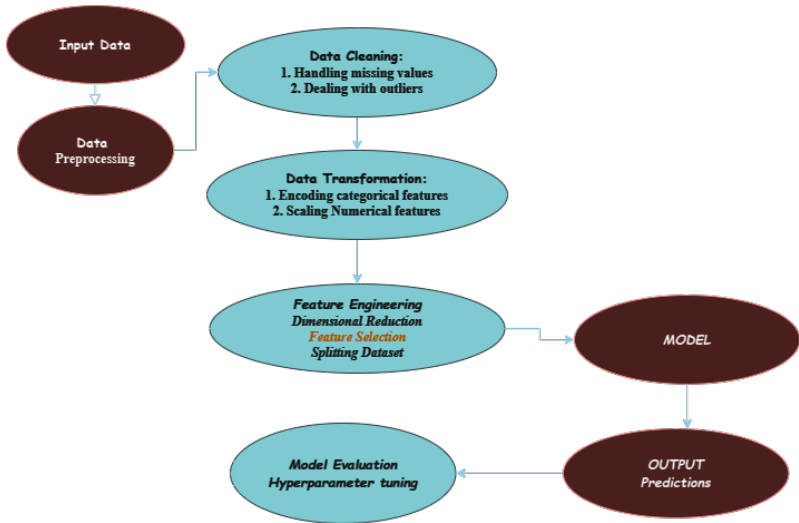 Input Data
Data
Preprocessing
Data Cleaning:
1. Handling missing values
2. Dealing with outliers
Data Transformation:
1. Encoding categorical features
2. Scaling Numerical features
Feature Engineering
Dimensional Reduction
Feature Selection
Splitting Dataset
MODEL
OUTPUT
Predictions
Model Evaluation
Hyperparameter tuning